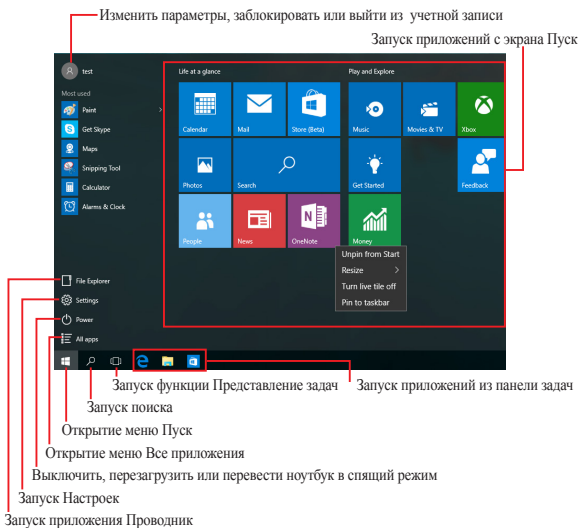 Изменить параметры, заблокировать или выйти из учетной записи
Запуск приложений с экрана Пуск
test
Life at a glance
Play and Explore
Most used
Paint
Get Skype
Maps
Snipping Tool
Calculator
Alarms & Clock
Calendar
Mail
Store (Beta)
Music
Movies & TV
Xbox
Photos
Search
Get Started
Feedback
People
News
OneNote
Money
Unpin from Start
Resize
Turn live tile off
Pin to taskbar
File Explorer
Settings
Power
All apps
Запуск функции Представление задач
Запуск приложений из панели задач
Запуск поиска
Открытие меню Пуск
Открытие меню Все приложения
Выключить, перезагрузить или перевести ноутбук в спящий режим
Запуск Настроек
Запуск приложения Проводник